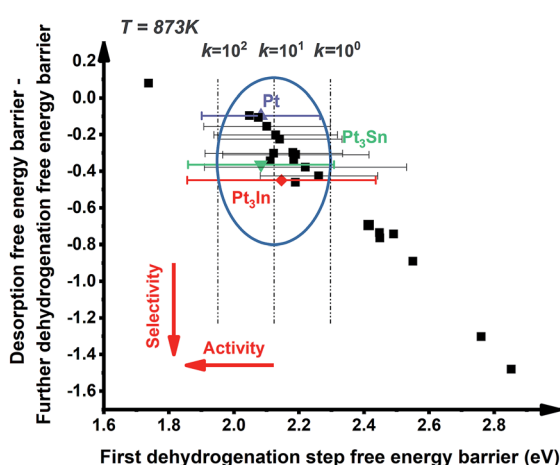 T = 873K
k=10² k=10¹ k=10⁰
Desorption free energy barrier -
Further dehydrogenation free energy barrier
0.2
0.0
-0.2
-0.4
-0.6
-0.8
-1.0
-1.2
-1.4
-1.6
Pt
Pt₃Sn
Pt₃In
Selectivity
Activity
1.6 1.8 2.0 2.2 2.4 2.6 2.8
First dehydrogenation step free energy barrier (eV)